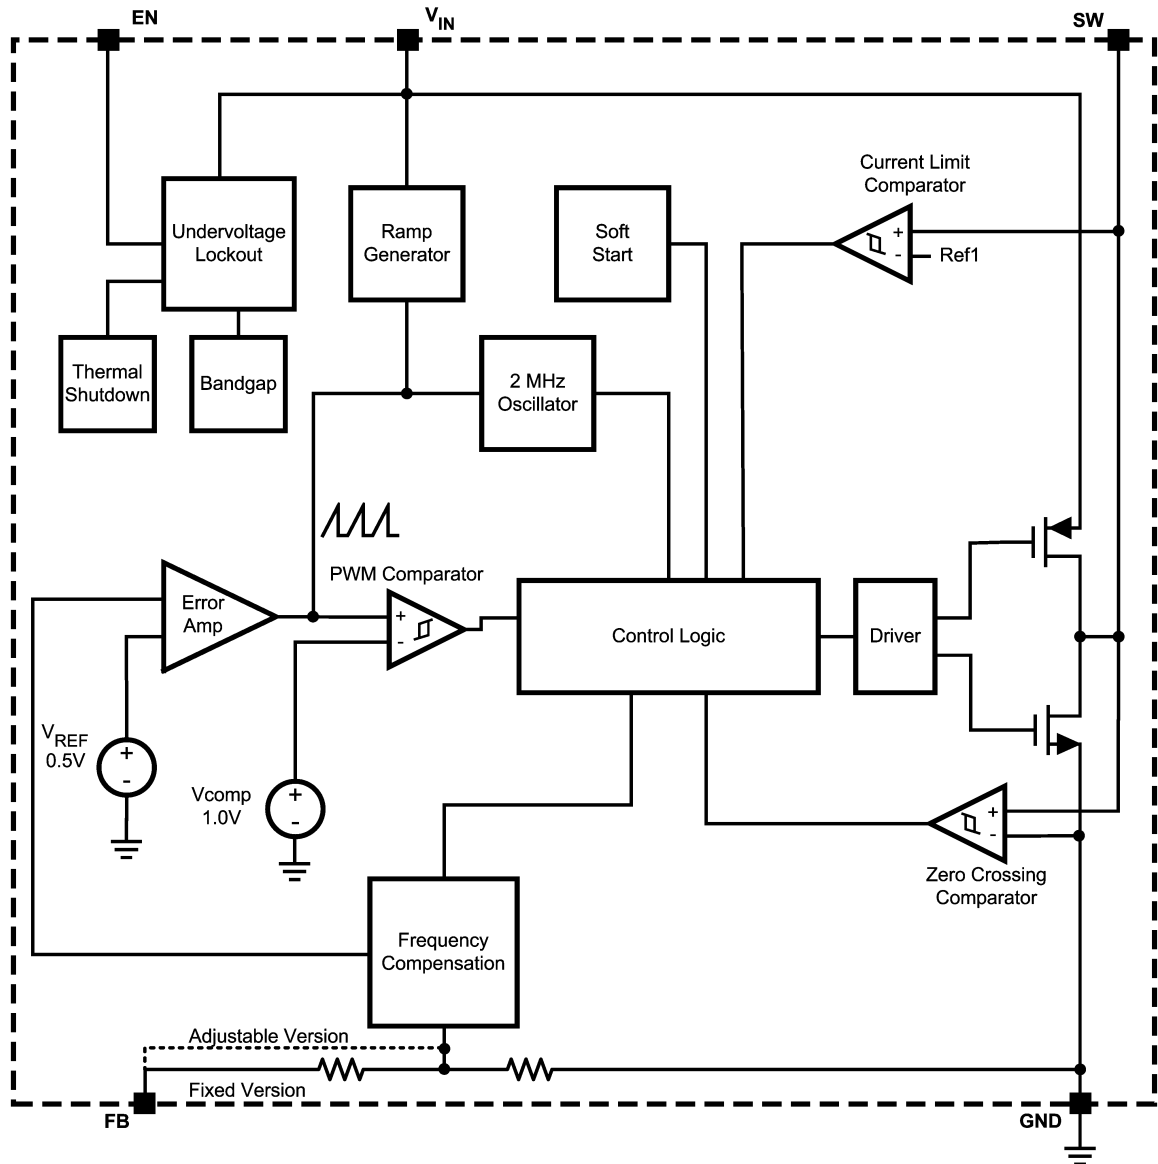 EN
VIN
SW
Current Limit
Comparator
Undervoltage
Lockout
Ramp
Generator
Soft
Start
+
-
Ref1
Thermal
Shutdown
Bandgap
2 MHz
Oscillator
PWM Comparator
Error
Amp
+
-
Control Logic
Driver
VREF
0.5V
+
-
Vcomp
1.0V
+
-
+
-
Zero Crossing
Comparator
Frequency
Compensation
Adjustable Version
Fixed Version
FB
GND